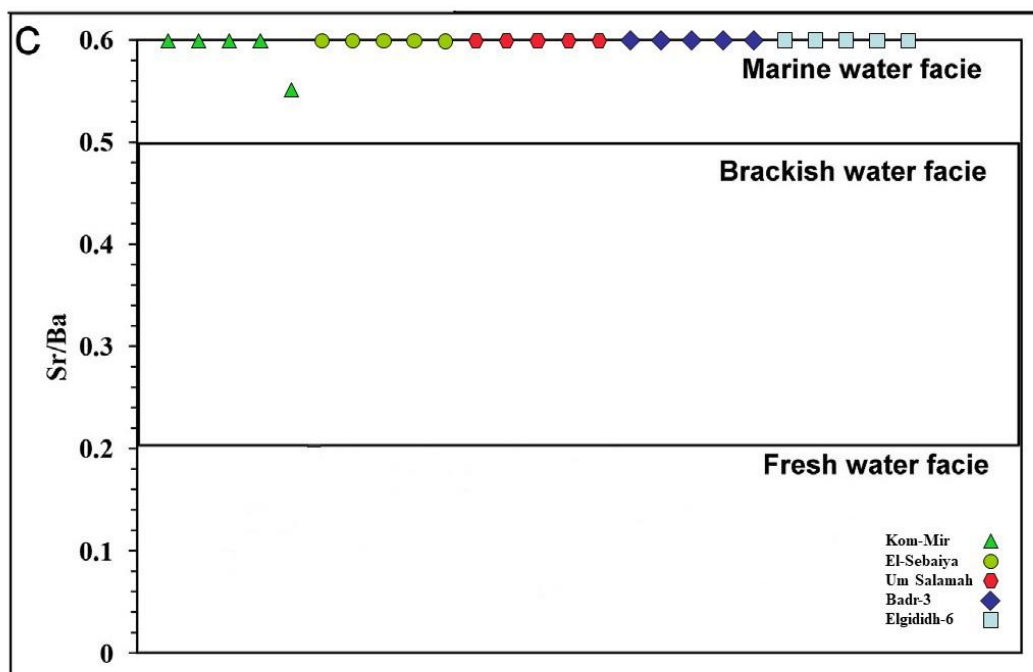 C
0.6
Marine water facie
0.5
Brackish water facie
0.4
Sr/Ba
0.3
0.2
Fresh water facie
0.1
Kom-Mir
El-Sebaiya
Um Salamah
Badr-3
Elgididh-6
0